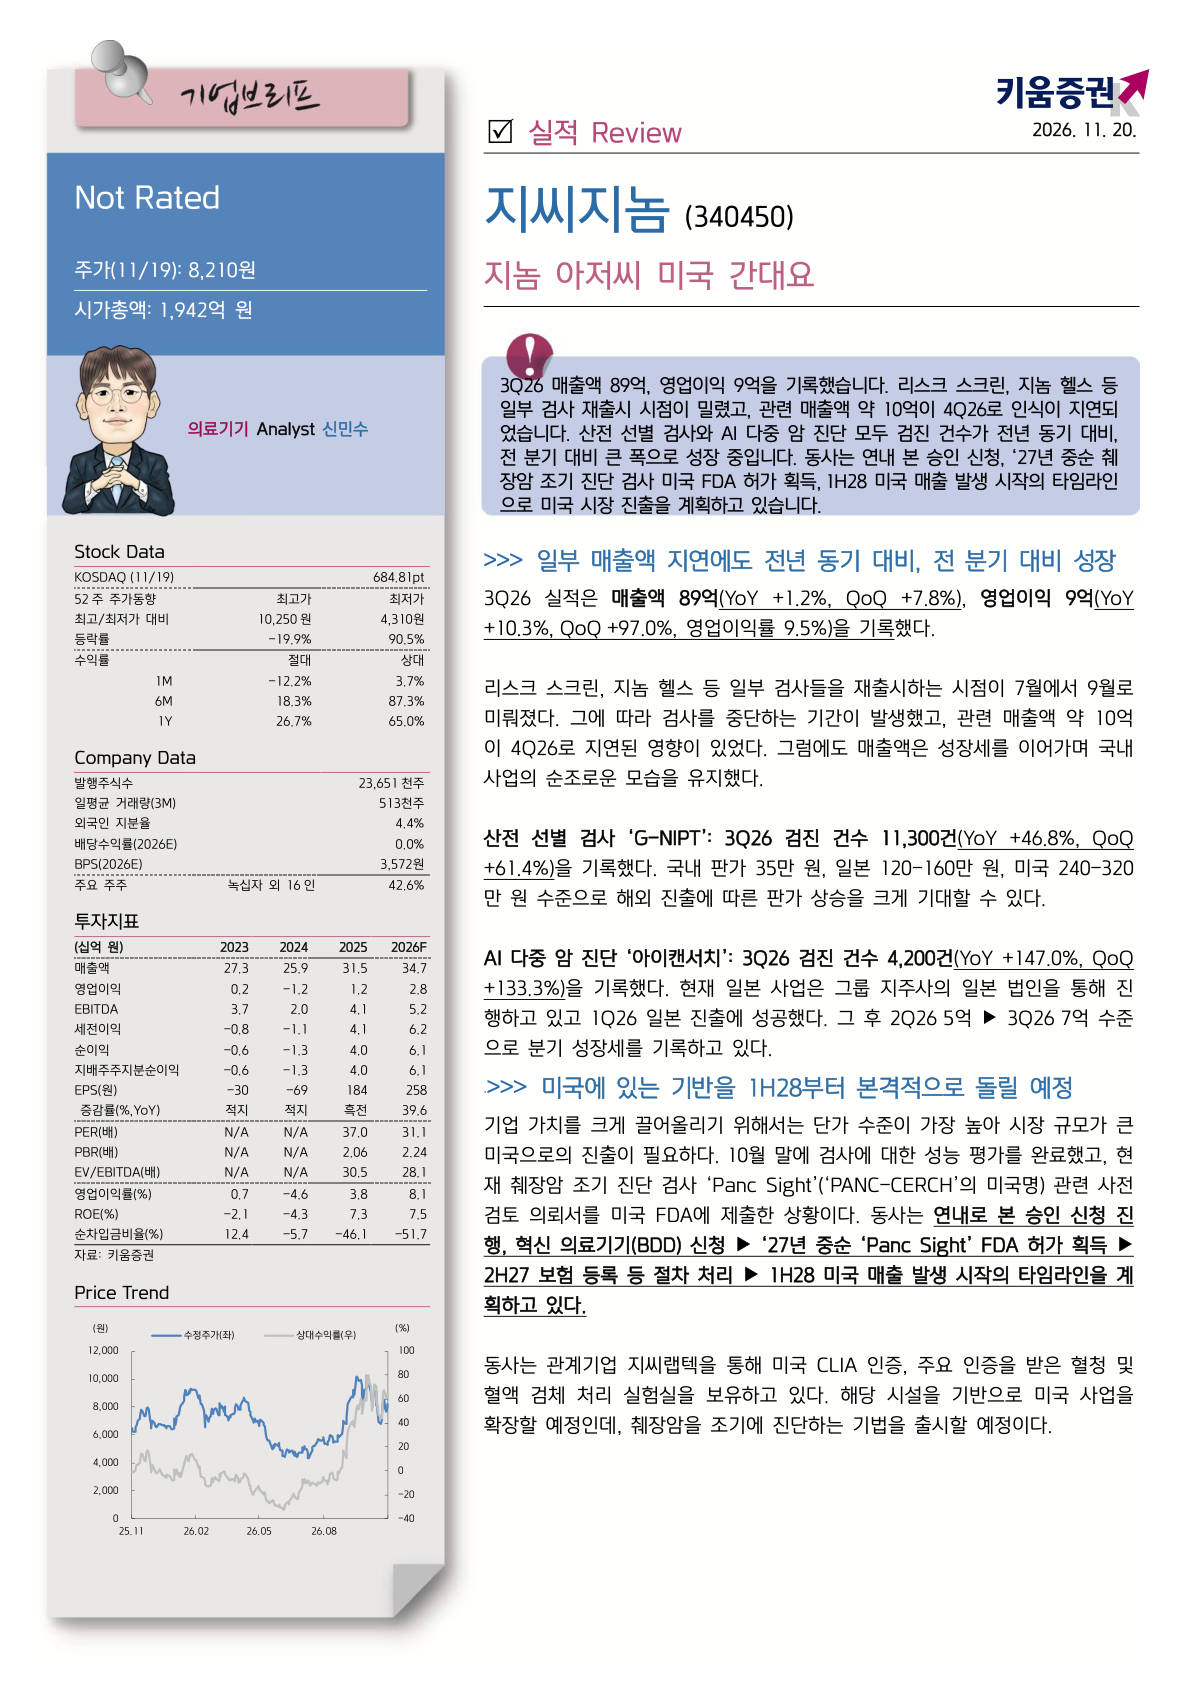 기업브리프
키움증권
2026. 11. 20.
실적 Review
지씨지놈 (340450)
지놈 아저씨 미국 간대요
Not Rated
주가(11/19): 8,210원
시가총액: 1,942억 원
의료기기 Analyst 신민수
Stock Data
KOSDAQ (11/19) 684.81pt
52주 주가동향 최고가 최저가
최고/최저가 대비 10,250원 4,310원
등락률 -19.9% 90.5%
수익률 절대 상대
1M -12.2% 3.7%
6M 18.3% 87.3%
1Y 26.7% 65.0%
Company Data
발행주식수 23,651천주
일평균 거래량(3M) 513천주
외국인 지분율 4.4%
배당수익률(2026E) 0.0%
BPS(2026E) 3,572원
주요 주주 녹십자 외 16인 42.6%
투자지표
(십억 원) 2023 2024 2025 2026F
매출액 27.3 25.9 31.5 34.7
영업이익 0.2 -1.2 1.2 2.8
EBITDA 3.7 2.0 4.1 5.2
세전이익 -0.8 -1.1 4.1 6.2
순이익 -0.6 -1.3 4.0 6.1
지배주주지분순이익 -0.6 -1.3 4.0 6.1
EPS(원) -30 -69 184 258
증감률(%,YoY) 적지 적지 흑전 39.6
PER(배) N/A N/A 37.0 31.1
PBR(배) N/A N/A 2.06 2.24
EV/EBITDA(배) N/A N/A 30.5 28.1
영업이익률(%) 0.7 -4.6 3.8 8.1
ROE(%) -2.1 -4.3 7.3 7.5
순차입금비율(%) 12.4 -5.7 -46.1 -51.7
자료: 키움증권
Price Trend
(원) 수정주가(좌) 상대수익률(우) (%)
12,000 100
10,000 80
8,000 60
6,000 40
4,000 20
2,000 0
0 -20
-40
25.11 26.02 26.05 26.08
3Q26 매출액 89억, 영업이익 9억을 기록했습니다. 리스크 스크린, 지놈 헬스 등
일부 검사 재출시 시점이 밀렸고, 관련 매출액 약 10억이 4Q26로 인식이 지연되
었습니다. 산전 선별 검사와 AI 다중 암 진단 모두 검진 건수가 전년 동기 대비,
전 분기 대비 큰 폭으로 성장 중입니다. 동사는 연내 본 승인 신청, ‘27년 중순 췌
장암 조기 진단 검사 미국 FDA 허가 획득, 1H28 미국 매출 발생 시작의 타임라인
으로 미국 시장 진출을 계획하고 있습니다.
>>> 일부 매출액 지연에도 전년 동기 대비, 전 분기 대비 성장
3Q26 실적은 매출액 89억(YoY +1.2%, QoQ +7.8%), 영업이익 9억(YoY
+10.3%, QoQ +97.0%, 영업이익률 9.5%)을 기록했다.
리스크 스크린, 지놈 헬스 등 일부 검사들을 재출시하는 시점이 7월에서 9월로
미뤄졌다. 그에 따라 검사를 중단하는 기간이 발생했고, 관련 매출액 약 10억
이 4Q26로 지연된 영향이 있었다. 그럼에도 매출액은 성장세를 이어가며 국내
사업의 순조로운 모습을 유지했다.
산전 선별 검사 ‘G-NIPT’: 3Q26 검진 건수 11,300건(YoY +46.8%, QoQ
+61.4%)을 기록했다. 국내 판가 35만 원, 일본 120-160만 원, 미국 240-320
만 원 수준으로 해외 진출에 따른 판가 상승을 크게 기대할 수 있다.
AI 다중 암 진단 ‘아이캔서치’: 3Q26 검진 건수 4,200건(YoY +147.0%, QoQ
+133.3%)을 기록했다. 현재 일본 사업은 그룹 지주사의 일본 법인을 통해 진
행하고 있고 1Q26 일본 진출에 성공했다. 그 후 2Q26 5억 ▶ 3Q26 7억 수준
으로 분기 성장세를 기록하고 있다.
>>> 미국에 있는 기반을 1H28부터 본격적으로 돌릴 예정
기업 가치를 크게 끌어올리기 위해서는 단가 수준이 가장 높아 시장 규모가 큰
미국으로의 진출이 필요하다. 10월 말에 검사에 대한 성능 평가를 완료했고, 현
재 췌장암 조기 진단 검사 ‘Panc Sight’(‘PANC-CERCH’의 미국명) 관련 사전
검토 의뢰서를 미국 FDA에 제출한 상황이다. 동사는 연내로 본 승인 신청 진
행, 혁신 의료기기(BDD) 신청 ▶ ‘27년 중순 ‘Panc Sight’ FDA 허가 획득 ▶
2H27 보험 등록 등 절차 처리 ▶ 1H28 미국 매출 발생 시작의 타임라인을 계
획하고 있다.
동사는 관계기업 지씨랩텍을 통해 미국 CLIA 인증, 주요 인증을 받은 혈청 및
혈액 검체 처리 실험실을 보유하고 있다. 해당 시설을 기반으로 미국 사업을
확장할 예정인데, 췌장암을 조기에 진단하는 기법을 출시할 예정이다.